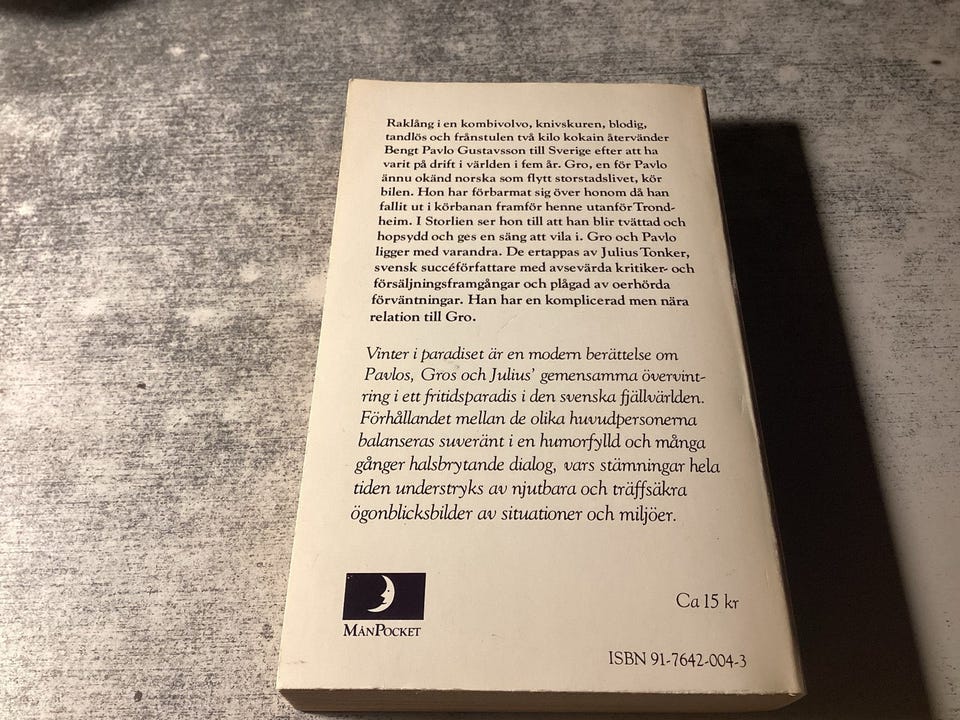 Raklång i en kombivolvo, knivskuren, blodig,
tandlös och frånstulen två kilo kokain återvänder
Bengt Pavlo Gustavsson till Sverige efter att ha
varit på drift i världen i fem år. Gro, en för Pavlo
ännu okänd norska som flytt storstadslivet, kör
bilen. Hon har förbarmat sig över honom då han
fallit ut i körbanan framför henne utanför Trond-
heim. I Storlien ser hon till att han blir tvättad och
hopsydd och ges en säng att vila i. Gro och Pavlo
ligger med varandra. De ertappas av Julius Tonker,
svensk succéförfattare med avsevärda kritiker- och
försäljningsframgångar och plågad av oerhörda
förväntningar. Han har en komplicerad men nära
relation till Gro.
Vinter i paradiset är en modern berättelse om
Pavlos, Gros och Julius' gemensamma övervint-
ring i ett fritidsparadis i den svenska fjällvärlden.
Förhållandet mellan de olika huvudpersonerna
balanseras suveränt i en humorfylld och många
gånger halsbrytande dialog, vars stämningar hela
tiden understryks av njutbara och träffsäkra
ögonblicksbilder av situationer och miljöer.
Ca 15 kr
MånPocket
ISBN 91-7642-004-3